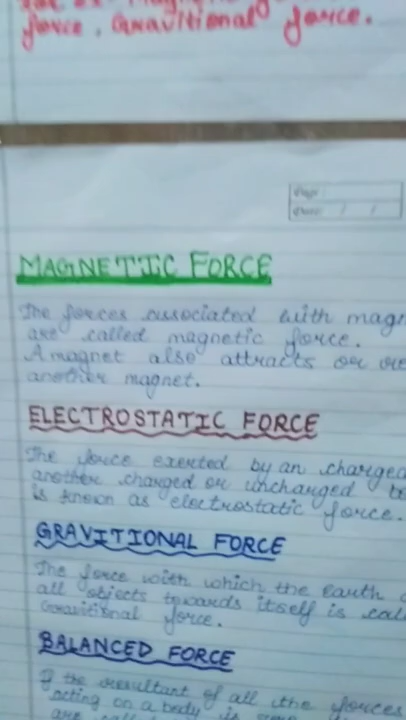 force, Gravitional force.
Page:
Date: / /
MAGNETIC FORCE
The forces associated with magn
are called magnetic force.
A magnet also attracts or re
another magnet.
ELECTROSTATIC FORCE
The force exerted by an charged
another charged or uncharged b
is known as electrostatic force.
GRAVITIONAL FORCE
The force with which the earth
all objects towards itself is cal
Gravitional force.
BALANCED FORCE
If the resultant of all the forces
acting on a body is
are